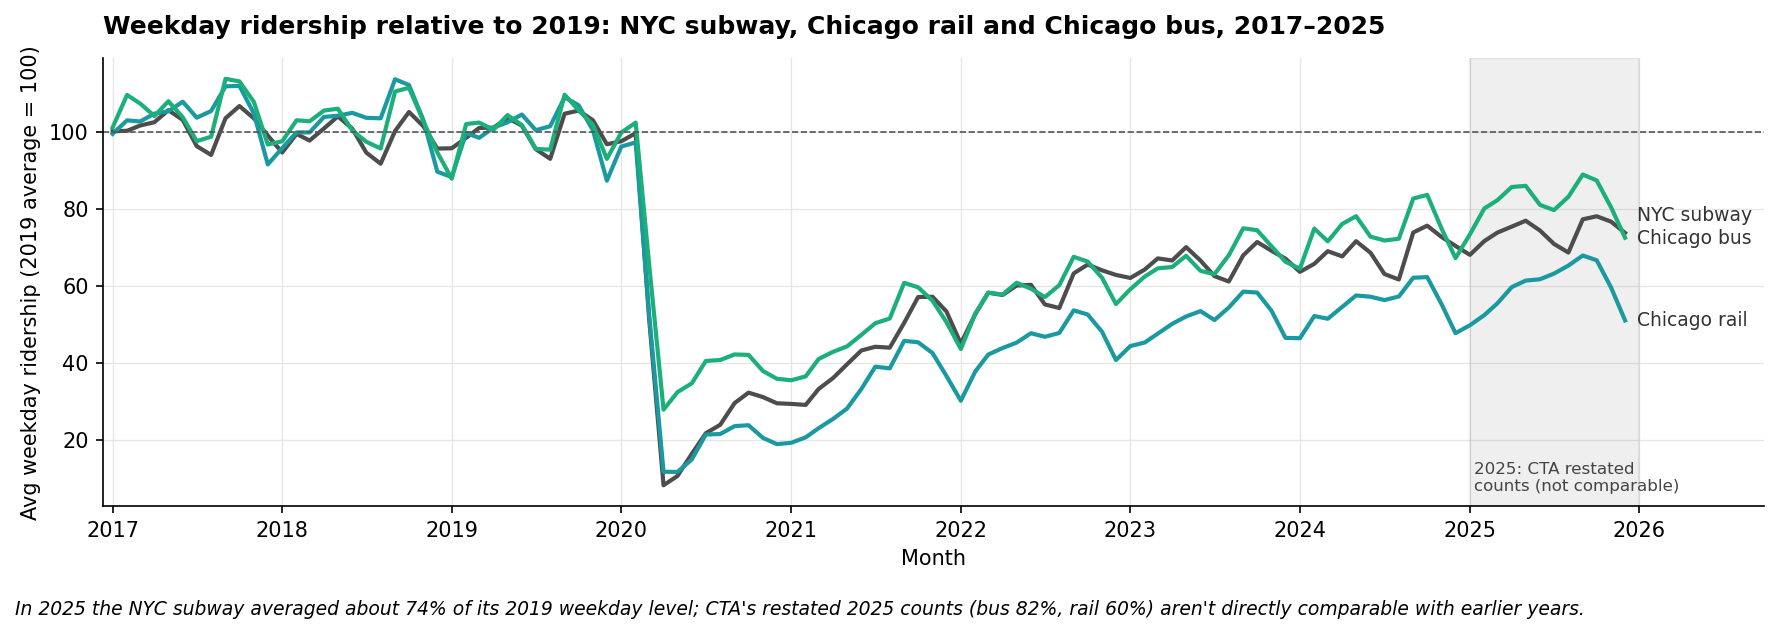 Weekday ridership relative to 2019: NYC subway, Chicago rail and Chicago bus, 2017–2025
Avg weekday ridership (2019 average = 100)
100
80
60
40
20
NYC subway
Chicago bus
Chicago rail
2025: CTA restated
counts (not comparable)
2017 2018 2019 2020 2021 2022 2023 2024 2025 2026
Month
In 2025 the NYC subway averaged about 74% of its 2019 weekday level; CTA's restated 2025 counts (bus 82%, rail 60%) aren't directly comparable with earlier years.